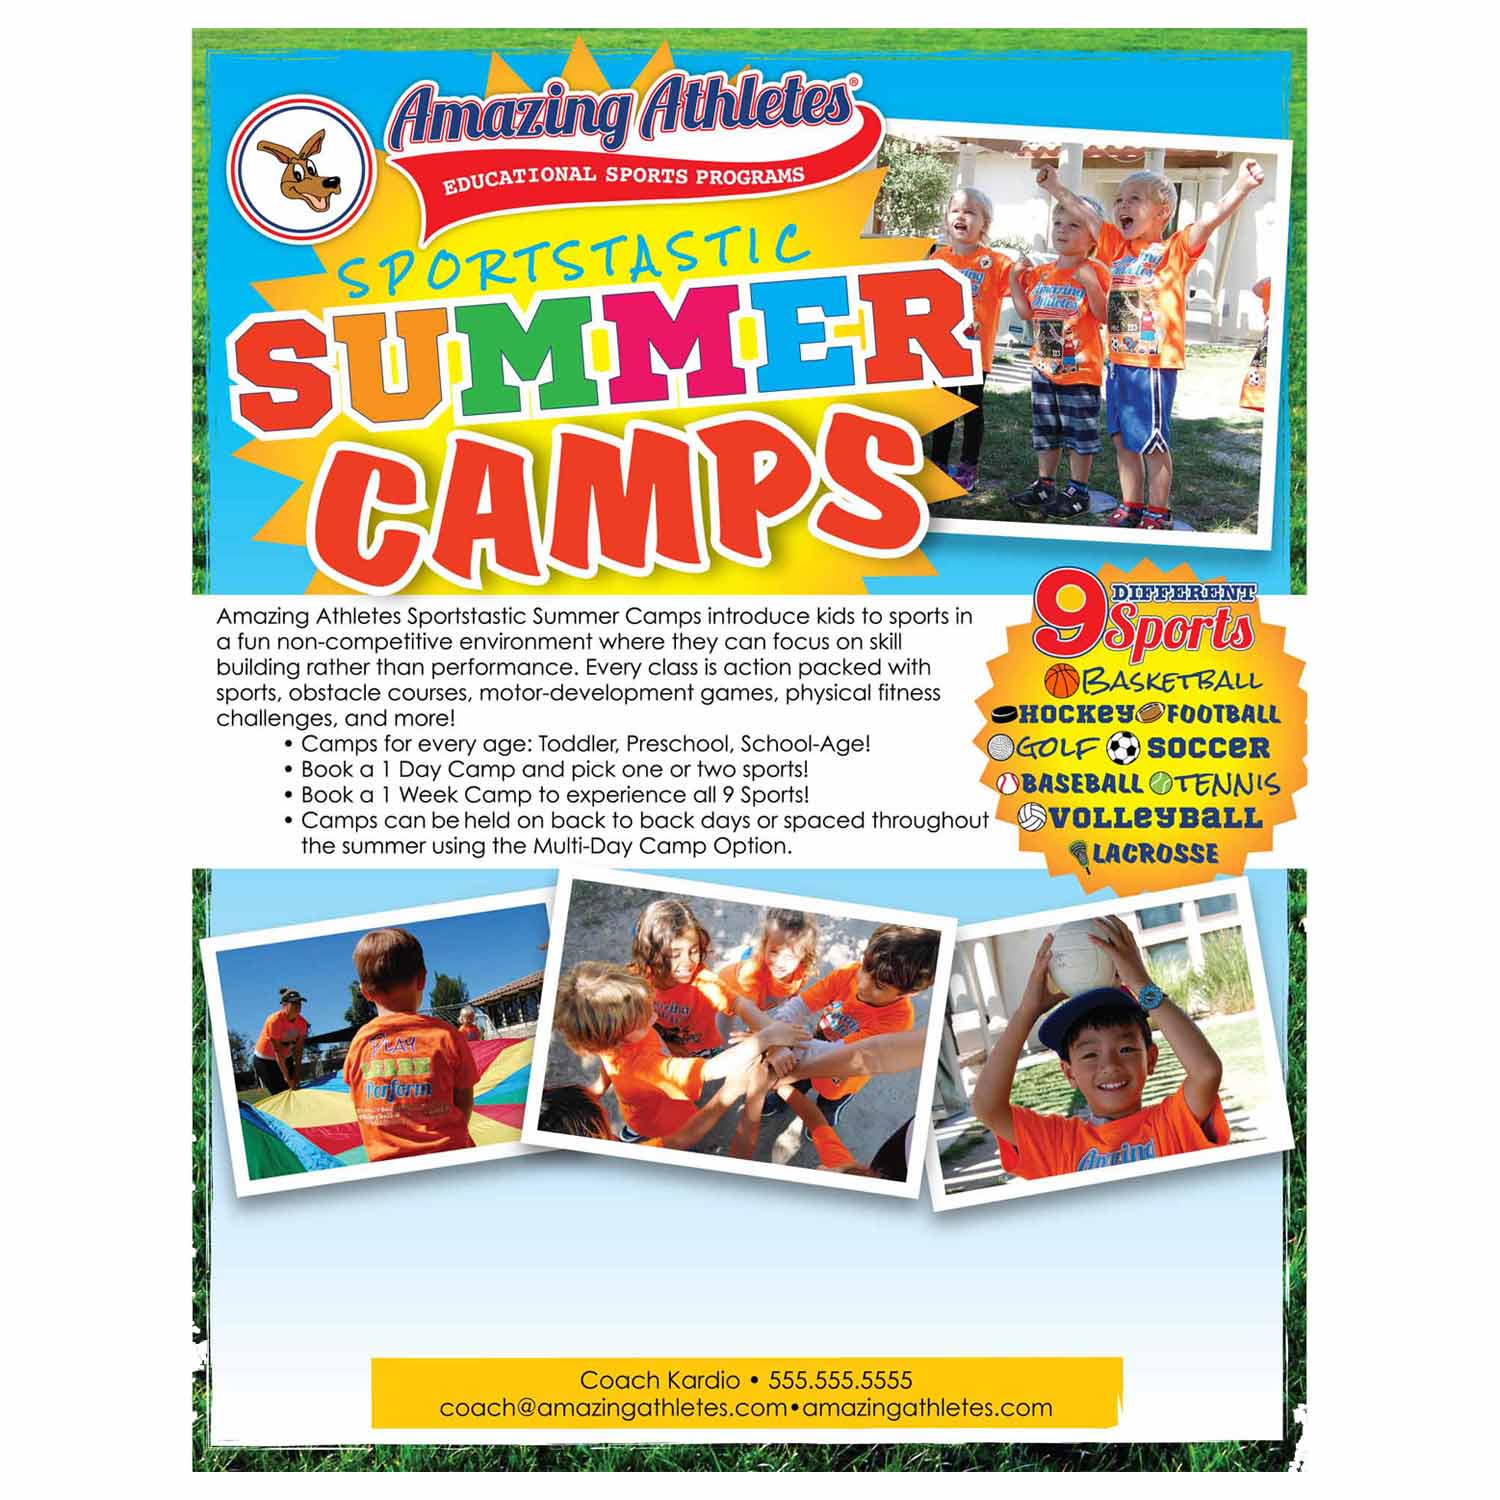 Amazing Athletes®
EDUCATIONAL SPORTS PROGRAMS
SPORTSTASTIC
SUMMER
CAMPS
Amazing Athletes Sportstastic Summer Camps introduce kids to sports in
a fun non-competitive environment where they can focus on skill
building rather than performance. Every class is action packed with
sports, obstacle courses, motor-development games, physical fitness
challenges, and more!
• Camps for every age: Toddler, Preschool, School-Age!
• Book a 1 Day Camp and pick one or two sports!
• Book a 1 Week Camp to experience all 9 Sports!
• Camps can be held on back to back days or spaced throughout
the summer using the Multi-Day Camp Option.
9 DIFFERENT
Sports
BASKETBALL
HOCKEY FOOTBALL
GOLF SOCCER
BASEBALL TENNIS
VOLLEYBALL
LACROSSE
PLAY
LEARN
Perform
Coach Kardio • 555.555.5555
coach@amazingathletes.com•amazingathletes.com